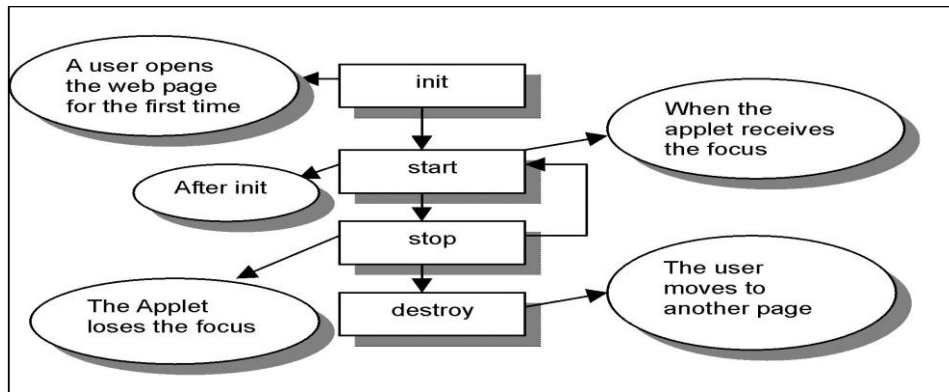 A user opens
the web page
for the first time
init
When the
applet receives
the focus
After init
start
stop
The Applet
loses the focus
destroy
The user
moves to
another page